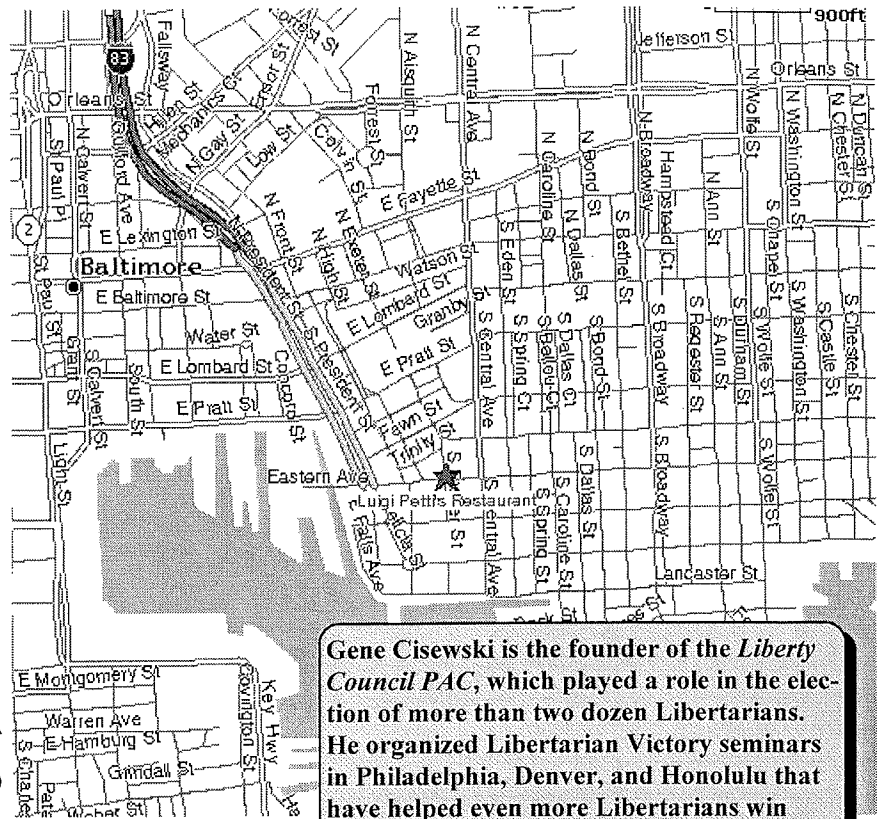 900ft
83
Fallsway
Forrest St
N Aisquith St
N Central Ave
Jefferson S
Orleans St
Orleans St
Hillen St
Mechanics Ct
Ensor St
N Gay St
Low St
Colvin St
Forrest St
N Caroline St
N Bond St
N Broadway
Hampstead Ct
N Wolfe St
N Washington St
N Chester St
N Duncan St
St Paul Pl
N Calvert St
Guilford Ave
2
E Fayette St
N Ann St
E Lexington St
N President St
N Front St
N High St
N Exeter St
Watson St
S Eden St
N Dallas St
S Bethel St
S Chapel St
Baltimore
St Paul St
E Baltimore St
E Lombard St
Granby St
Water St
S President St
E Lombard St
E Pratt St
Concord St
E Pratt St
Grant St
S Calvert St
South St
S Central Ave
S Spring Ct
S Ballou Ct
S Dallas Ct
S Bond St
S Broadway
S Regester St
S Ann St
S Durham St
S Wolfe St
S Washington St
S Castle St
S Chester St
Fawn St
Trinity St
Light St
Eastern Ave
Luigi Petti's Restaurant
S Falls Ave
S Central Ave
S Spring St
S Caroline St
S Dallas St
S Broadway
S Wolfe St
Lancaster St
E Montgomery St
Covington St
Key Hwy
Warren Ave
E Hamburg St
Grindall St
Gene Cisewski is the founder of the Liberty
Council PAC, which played a role in the elec-
tion of more than two dozen Libertarians.
He organized Libertarian Victory seminars
in Philadelphia, Denver, and Honolulu that
have helped even more Libertarians win